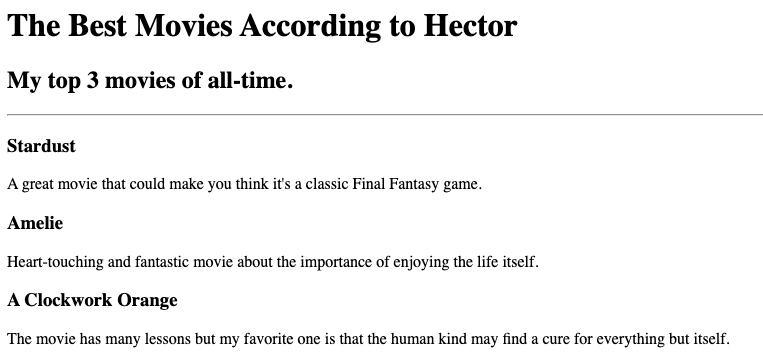 The Best Movies According to Hector
My top 3 movies of all-time.
Stardust
A great movie that could make you think it's a classic Final Fantasy game.
Amelie
Heart-touching and fantastic movie about the importance of enjoying the life itself.
A Clockwork Orange
The movie has many lessons but my favorite one is that the human kind may find a cure for everything but itself.